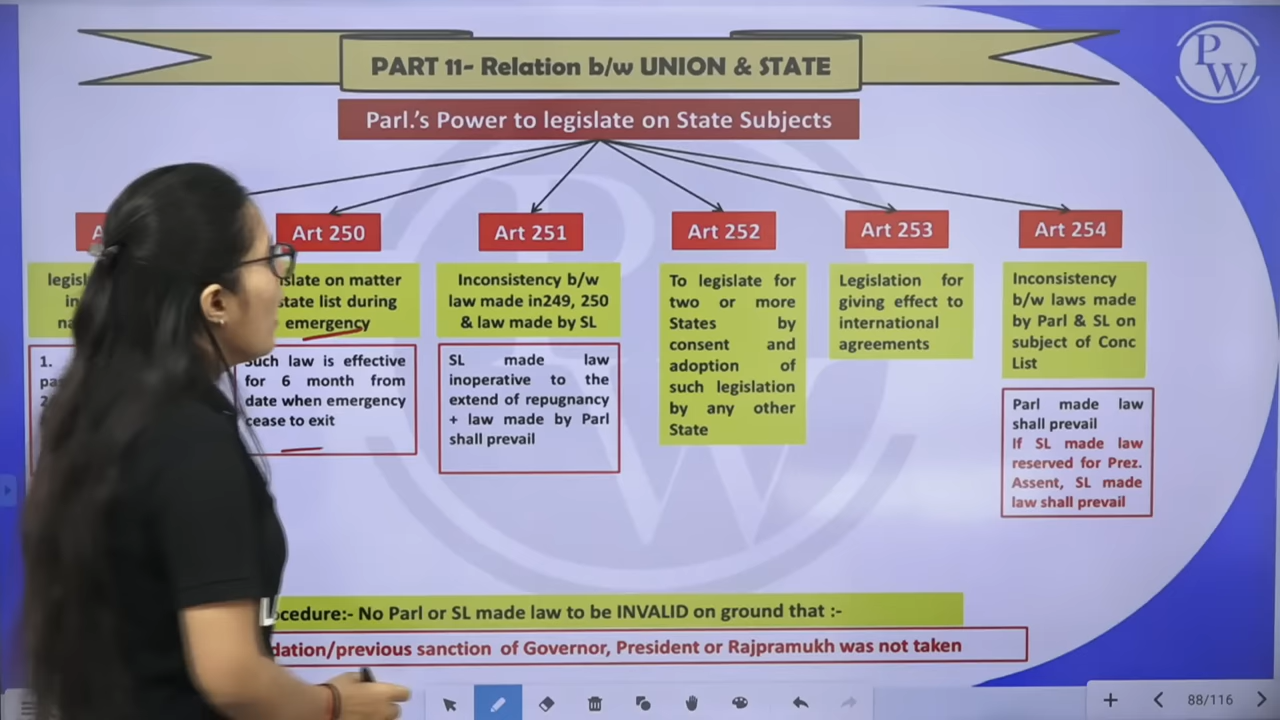 PART 11- Relation b/w UNION & STATE
PW
Parl.'s Power to legislate on State Subjects
Art 250
Art 251
Art 252
Art 253
Art 254
on matter
list during
emergency
Such law is effective
for 6 month from
date when emergency
cease to exit
Inconsistency b/w
law made in249, 250
& law made by SL
SL made law
inoperative to the
extend of repugnancy
+ law made by Parl
shall prevail
To legislate for
two or more
States by
consent and
adoption of
such legislation
by any other
State
Legislation for
giving effect to
international
agreements
Inconsistency
b/w laws made
by Parl & SL on
subject of Conc
List
Parl made law
shall prevail
If SL made law
reserved for Prez.
Assent, SL made
law shall prevail
1.
No Parl or SL made law to be INVALID on ground that :-
sanction of Governor, President or Rajpramukh was not taken
88/116